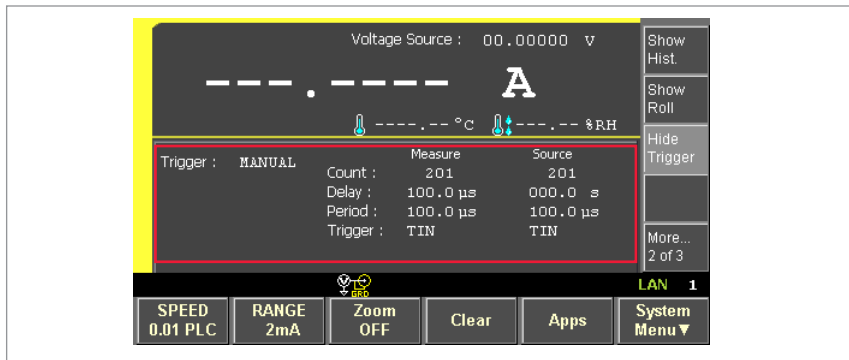 Voltage Source : 00.00000 V
---.---- A
----.-- °C ---.-- %RH
Show Hist.
Show Roll
Hide Trigger
More...
2 of 3
Trigger : MANUAL
Measure Source
Count : 201 201
Delay : 100.0 µs 000.0 s
Period : 100.0 µs 100.0 µs
Trigger : TIN TIN
GRD
LAN 1
SPEED
0.01 PLC
RANGE
2mA
Zoom
OFF
Clear
Apps
System
Menu▼